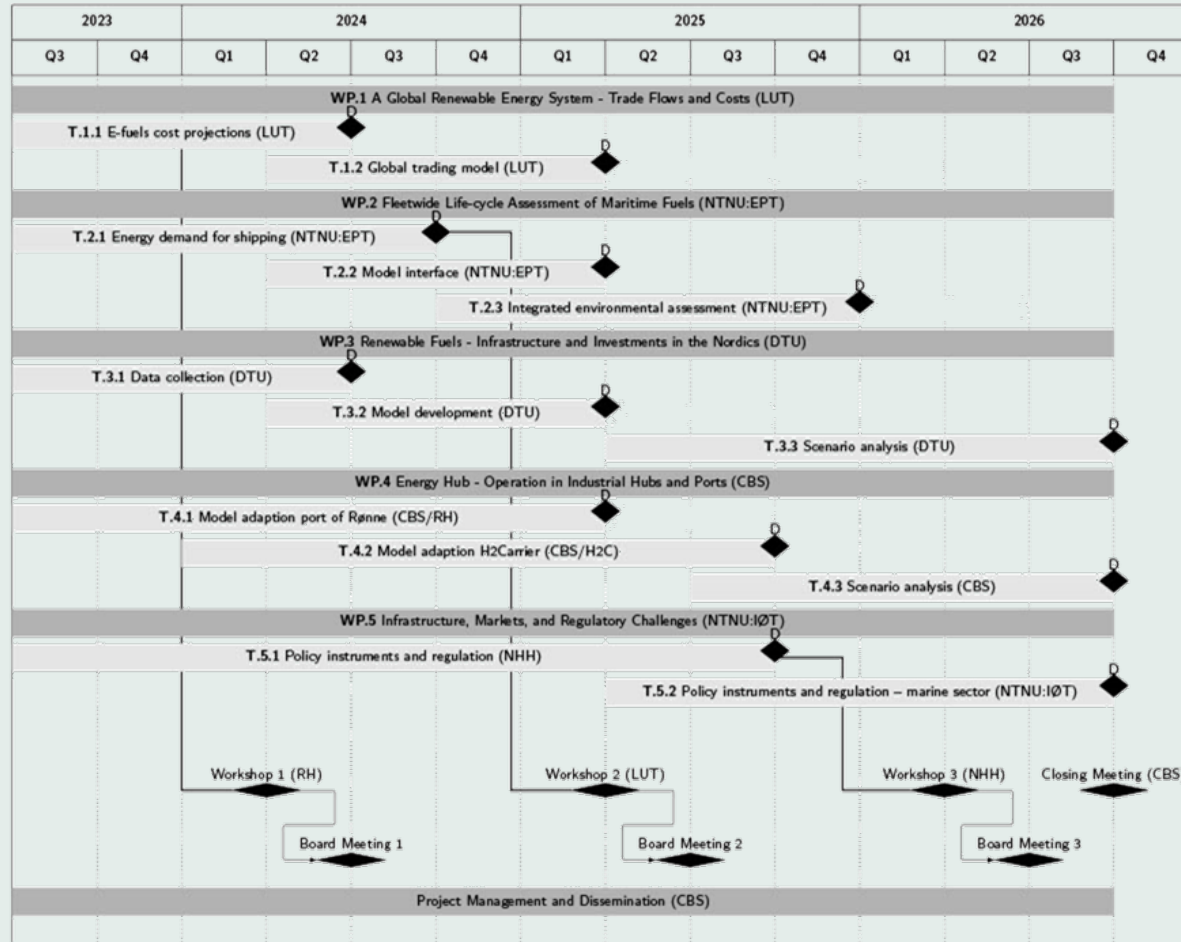 2023 2024 2025 2026
Q3 Q4 Q1 Q2 Q3 Q4 Q1 Q2 Q3 Q4 Q1 Q2 Q3 Q4
WP.1 A Global Renewable Energy System - Trade Flows and Costs (LUT)
D
T.1.1 E-fuels cost projections (LUT)
D
T.1.2 Global trading model (LUT)
WP.2 Fleetwide Life-cycle Assessment of Maritime Fuels (NTNU:EPT)
D
T.2.1 Energy demand for shipping (NTNU:EPT)
D
T.2.2 Model interface (NTNU:EPT)
D
T.2.3 Integrated environmental assessment (NTNU:EPT)
WP.3 Renewable Fuels - Infrastructure and Investments in the Nordics (DTU)
D
T.3.1 Data collection (DTU)
D
T.3.2 Model development (DTU)
D
T.3.3 Scenario analysis (DTU)
WP.4 Energy Hub - Operation in Industrial Hubs and Ports (CBS)
D
T.4.1 Model adaption port of Rønne (CBS/RH)
D
T.4.2 Model adaption H2Carrier (CBS/H2C)
D
T.4.3 Scenario analysis (CBS)
WP.5 Infrastructure, Markets, and Regulatory Challenges (NTNU:IØT)
D
T.5.1 Policy instruments and regulation (NHH)
D
T.5.2 Policy instruments and regulation – marine sector (NTNU:IØT)
Workshop 1 (RH) Workshop 2 (LUT) Workshop 3 (NHH) Closing Meeting (CBS
Board Meeting 1 Board Meeting 2 Board Meeting 3
Project Management and Dissemination (CBS)